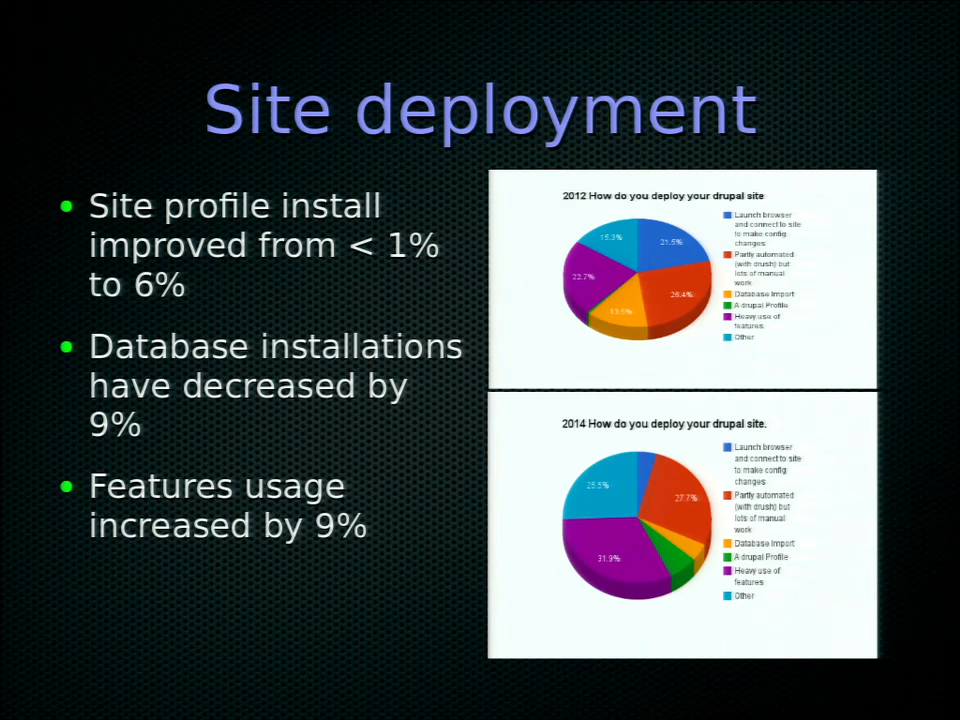 Site deployment
Site profile install
improved from < 1%
to 6%
Database installations
have decreased by
9%
Features usage
increased by 9%
2012 How do you deploy your drupal site
15.3%
21.5%
22.7%
26.4%
13.5%
Launch browser
and connect to site
to make config
changes
Partly automated
(with drush) but
lots of manual
work
Database Import
A drupal Profile
Heavy use of
features
Other
2014 How do you deploy your drupal site.
25.5%
27.7%
31.9%
Launch browser
and connect to site
to make config
changes
Partly automated
(with drush) but
lots of manual
work
Database Import
A drupal Profile
Heavy use of
features
Other